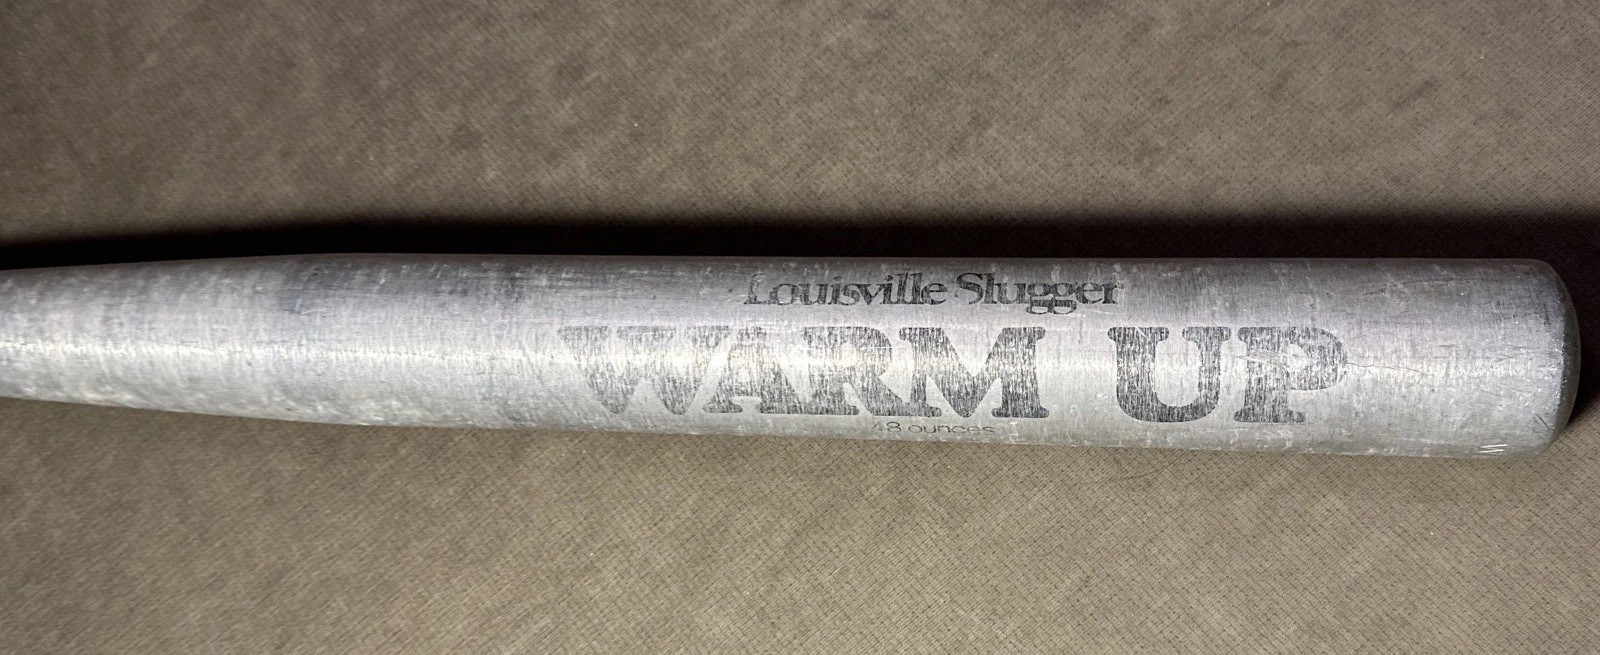 Louisville Slugger
WARM UP
48 ounces